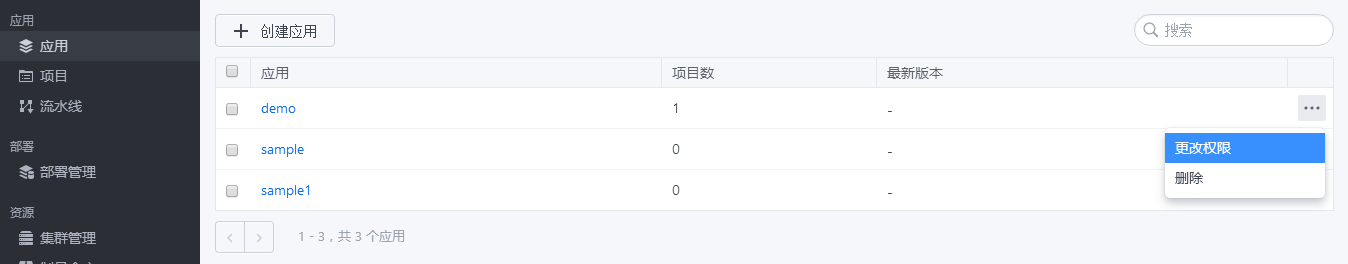 应用
应用
项目
流水线
部署
部署管理
资源
集群管理
创建应用
搜索
应用 项目数 最新版本
demo 1 -
sample 0 -
sample1 0 -
更改权限
删除
1 - 3，共 3 个应用